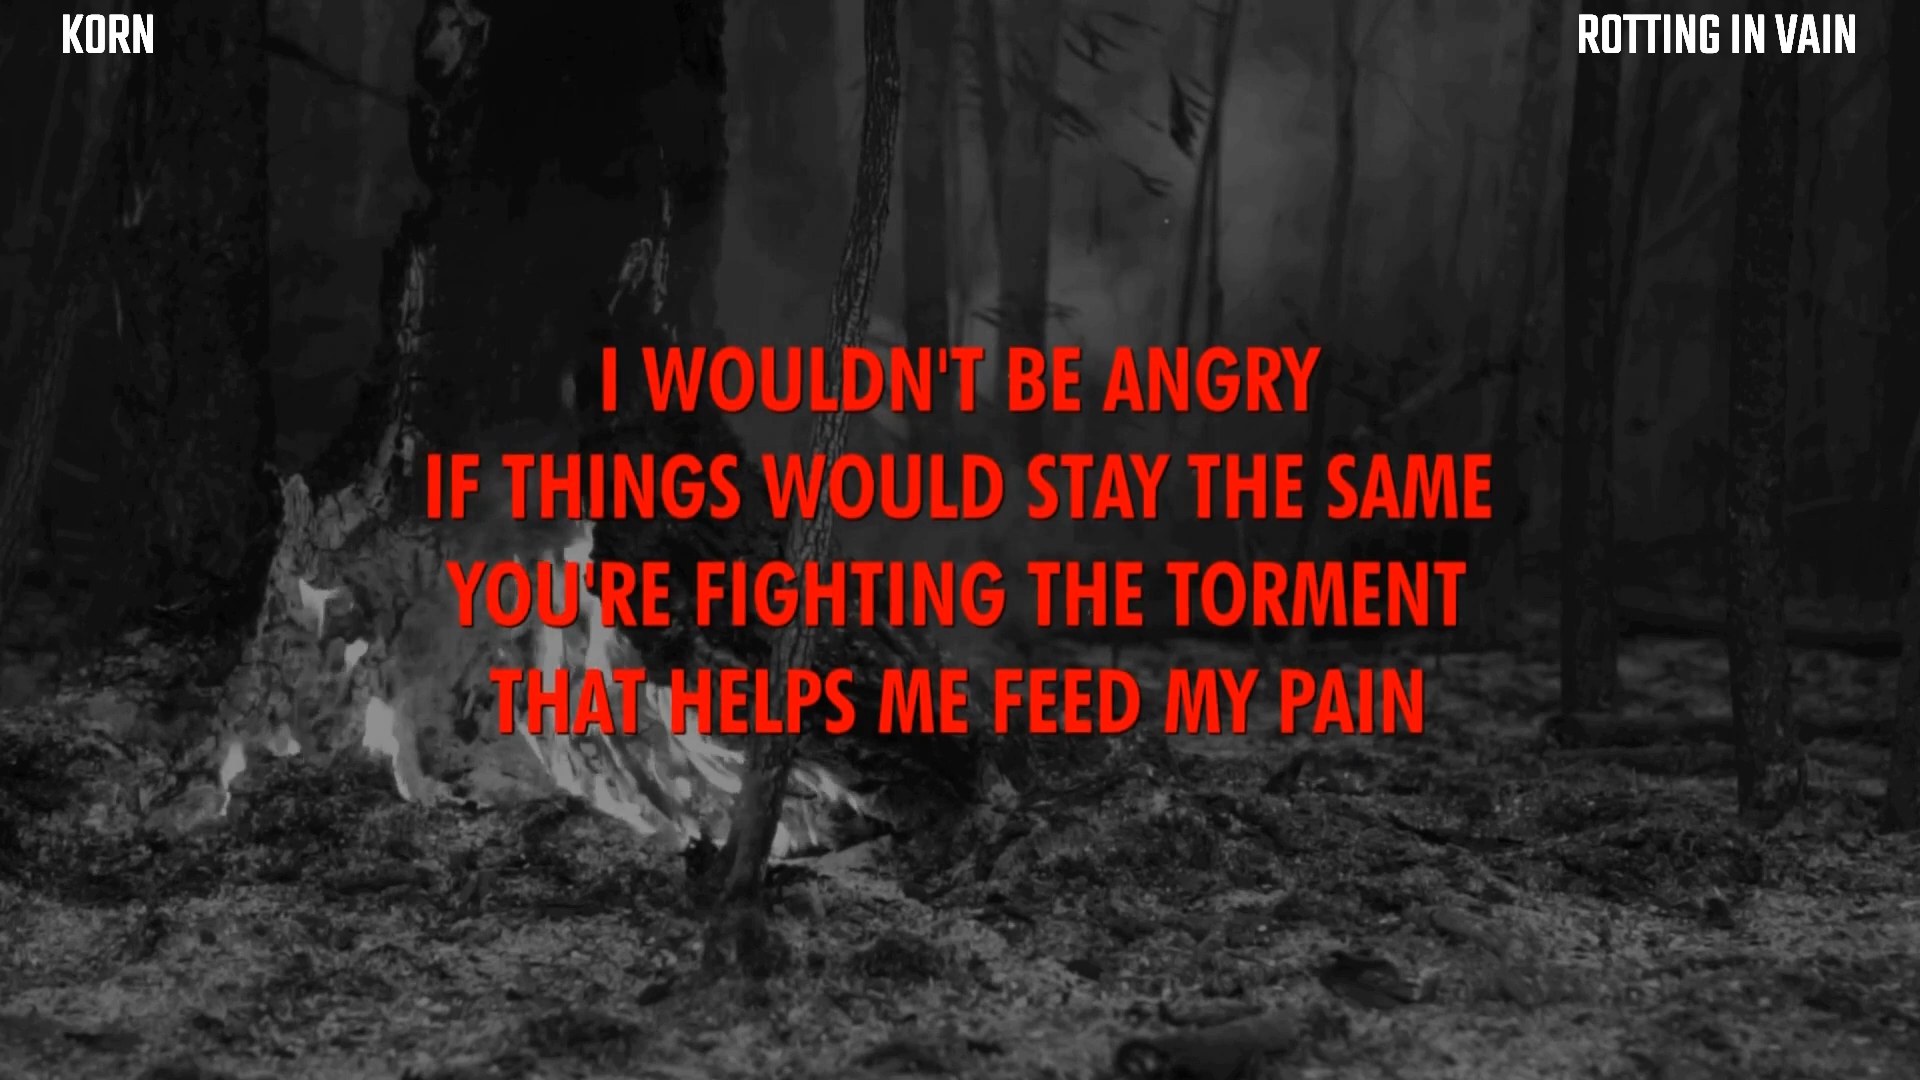 KORN
ROTTING IN VAIN
I WOULDN'T BE ANGRY
IF THINGS WOULD STAY THE SAME
YOU'RE FIGHTING THE TORMENT
THAT HELPS ME FEED MY PAIN